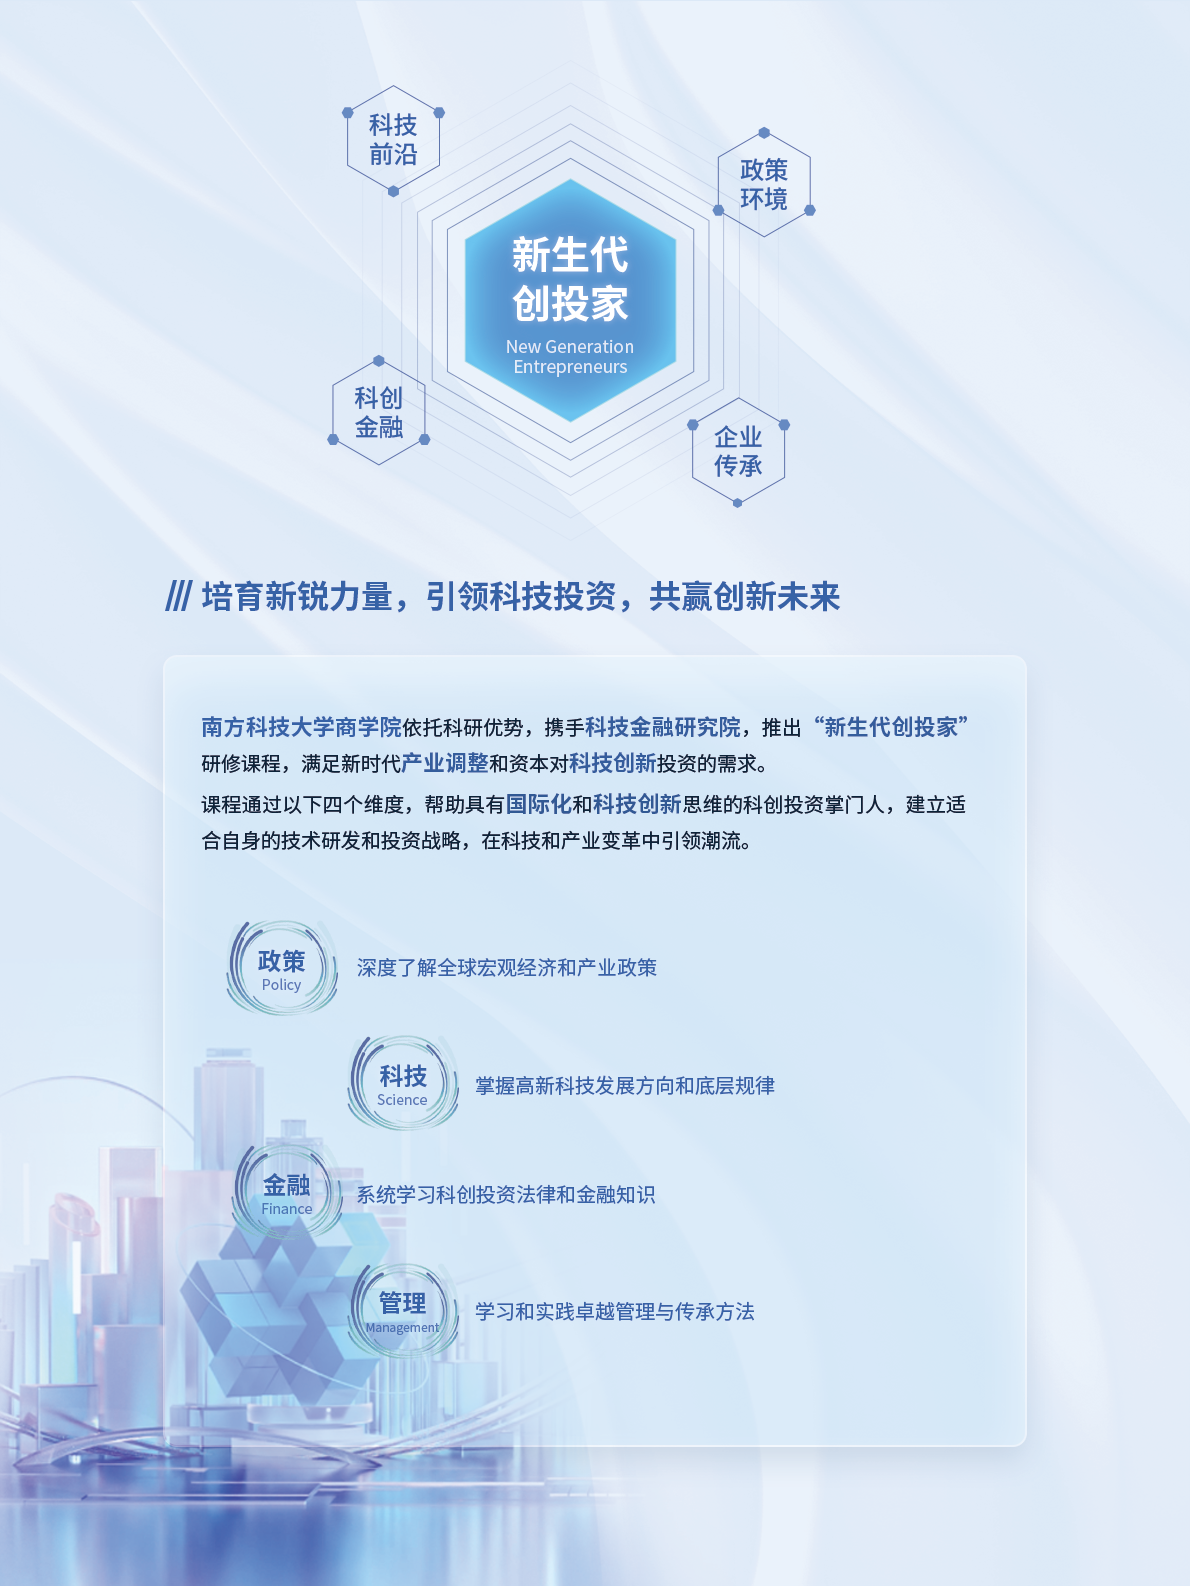 科技
前沿
政策
环境
新生代
创投家
New Generation
Entrepreneurs
科创
金融
企业
传承
/// 培育新锐力量，引领科技投资，共赢创新未来
南方科技大学商学院依托科研优势，携手科技金融研究院，推出“新生代创投家”
研修课程，满足新时代产业调整和资本对科技创新投资的需求。
课程通过以下四个维度，帮助具有国际化和科技创新思维的科创投资掌门人，建立适
合自身的技术研发和投资战略，在科技和产业变革中引领潮流。
政策
Policy
深度了解全球宏观经济和产业政策
科技
Science
掌握高新科技发展方向和底层规律
金融
Finance
系统学习科创投资法律和金融知识
管理
Management
学习和实践卓越管理与传承方法